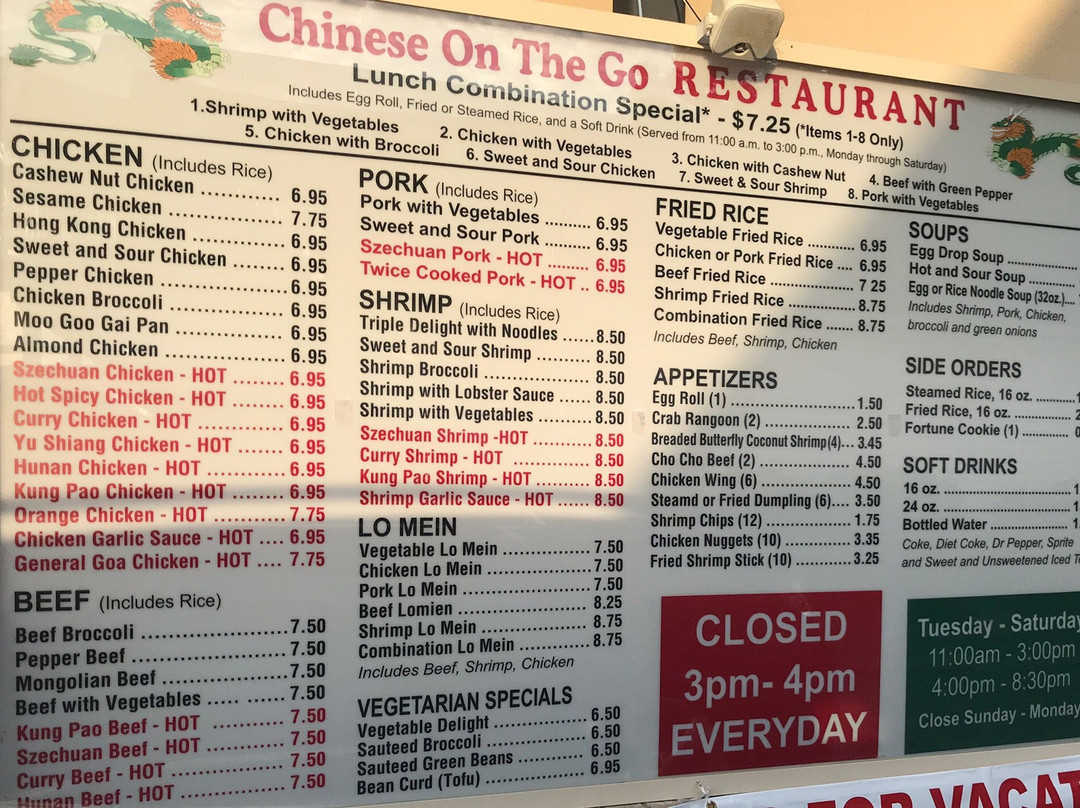 Chinese On The Go RESTAURANT
Lunch Combination Special* - $7.25 (*Items 1-8 Only)
Includes Egg Roll, Fried or Steamed Rice, and a Soft Drink (Served from 11:00 a.m. to 3:00 p.m., Monday through Saturday)
1.Shrimp with Vegetables 2. Chicken with Vegetables 3. Chicken with Cashew Nut 4. Beef with Green Pepper
5. Chicken with Broccoli 6. Sweet and Sour Chicken 7. Sweet & Sour Shrimp 8. Pork with Vegetables
CHICKEN (Includes Rice)
Cashew Nut Chicken ........... 6.95
Sesame Chicken ................ 7.75
Hong Kong Chicken ............. 6.95
Sweet and Sour Chicken ....... 6.95
Pepper Chicken ................. 6.95
Chicken Broccoli ................ 6.95
Moo Goo Gai Pan ............... 6.95
Almond Chicken ................. 6.95
Szechuan Chicken - HOT ........ 6.95
Hot Spicy Chicken - HOT ....... 6.95
Curry Chicken - HOT ............ 6.95
Yu Shiang Chicken - HOT ....... 6.95
Hunan Chicken - HOT ........... 6.95
Kung Pao Chicken - HOT ........ 6.95
Orange Chicken - HOT .......... 7.75
Chicken Garlic Sauce - HOT .... 6.95
General Goa Chicken - HOT .... 7.75
BEEF (Includes Rice)
Beef Broccoli ..................... 7.50
Pepper Beef ...................... 7.50
Mongolian Beef .................. 7.50
Beef with Vegetables ..... ..... 7.50
Kung Pao Beef - HOT ........... 7.50
Szechuan Beef - HOT ........... 7.50
Curry Beef - HOT ................ 7.50
Hunan Beef - HOT ............... 7.50
PORK (Includes Rice)
Pork with Vegetables ......... 6.95
Sweet and Sour Pork ......... 6.95
Szechuan Pork - HOT ......... 6.95
Twice Cooked Pork - HOT .. 6.95
SHRIMP (Includes Rice)
Triple Delight with Noodles ...... 8.50
Sweet and Sour Shrimp .......... 8.50
Shrimp Broccoli .................. 8.50
Shrimp with Lobster Sauce ...... 8.50
Shrimp with Vegetables ......... 8.50
Szechuan Shrimp -HOT ......... 8.50
Curry Shrimp - HOT ............ 8.50
Kung Pao Shrimp - HOT ........ 8.50
Shrimp Garlic Sauce - HOT ..... 8.50
LO MEIN
Vegetable Lo Mein ............... 7.50
Chicken Lo Mein ................. 7.50
Pork Lo Mein ..................... 7.50
Beef Lomien ...................... 8.25
Shrimp Lo Mein .................. 8.75
Combination Lo Mein ............ 8.75
Includes Beef, Shrimp, Chicken
VEGETARIAN SPECIALS
Vegetable Delight ................ 6.50
Sauteed Broccoli ................. 6.50
Sauteed Green Beans ........... 6.50
Bean Curd (Tofu) ................. 6.95
FRIED RICE
Vegetable Fried Rice ........... 6.95
Chicken or Pork Fried Rice .... 6.95
Beef Fried Rice .................. 7 25
Shrimp Fried Rice ............... 8.75
Combination Fried Rice ....... 8.75
Includes Beef, Shrimp, Chicken
APPETIZERS
Egg Roll (1) ........................ 1.50
Crab Rangoon (2) ................ 2.50
Breaded Butterfly Coconut Shrimp(4)... 3.45
Cho Cho Beef (2) ................. 4.50
Chicken Wing (6) ................. 4.50
Steamd or Fried Dumpling (6).... 3.50
Shrimp Chips (12) ................ 1.75
Chicken Nuggets (10) ............ 3.35
Fried Shrimp Stick (10) .......... 3.25
CLOSED
3pm- 4pm
EVERYDAY
SOUPS
Egg Drop Soup ..................
Hot and Sour Soup .............
Egg or Rice Noodle Soup (32oz.)....
Includes Shrimp, Pork, Chicken,
broccoli and green onions
SIDE ORDERS
Steamed Rice, 16 oz. ..........
Fried Rice, 16 oz. ..............
Fortune Cookie (1) .............
SOFT DRINKS
16 oz. .............................
24 oz. .............................
Bottled Water ...................
Coke, Diet Coke, Dr Pepper, Sprite
and Sweet and Unsweetened Iced
Tuesday - Saturday
11:00am - 3:00pm
4:00pm - 8:30pm
Close Sunday - Monday
FOR